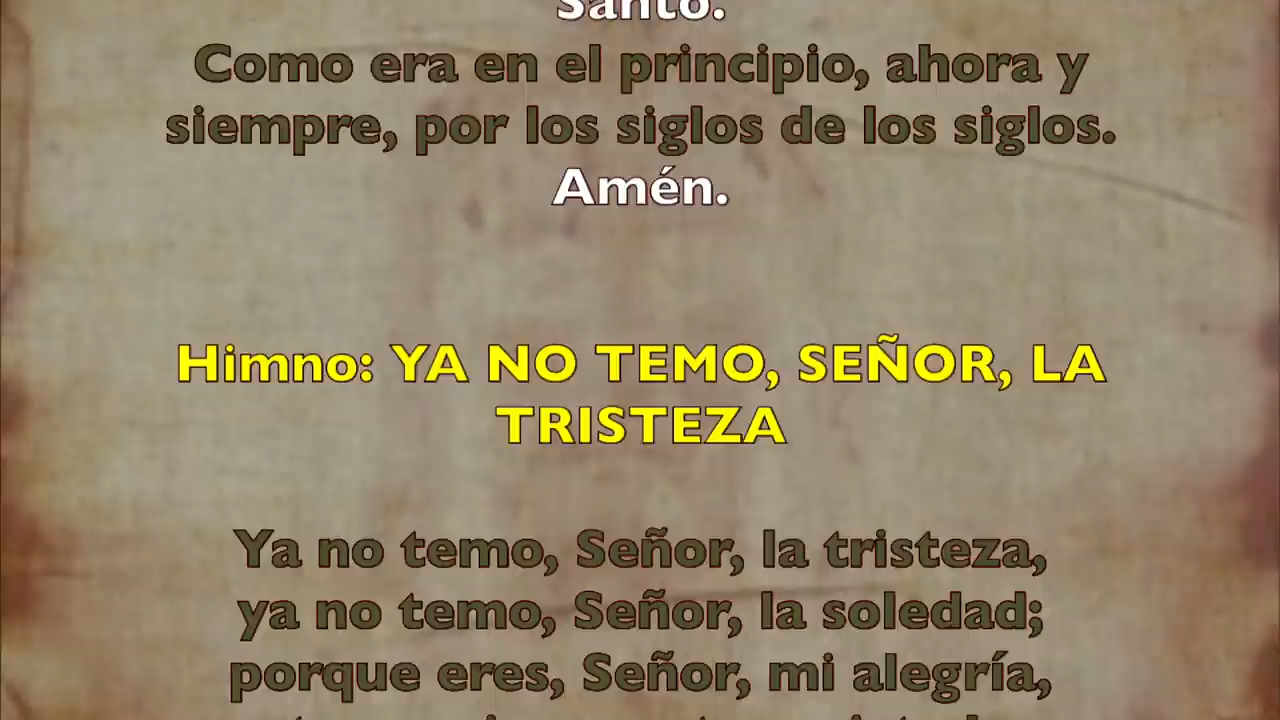 Santo.
Como era en el principio, ahora y
siempre, por los siglos de los siglos.
Amén.
Himno: YA NO TEMO, SEÑOR, LA
TRISTEZA
Ya no temo, Señor, la tristeza,
ya no temo, Señor, la soledad;
porque eres, Señor, mi alegría,